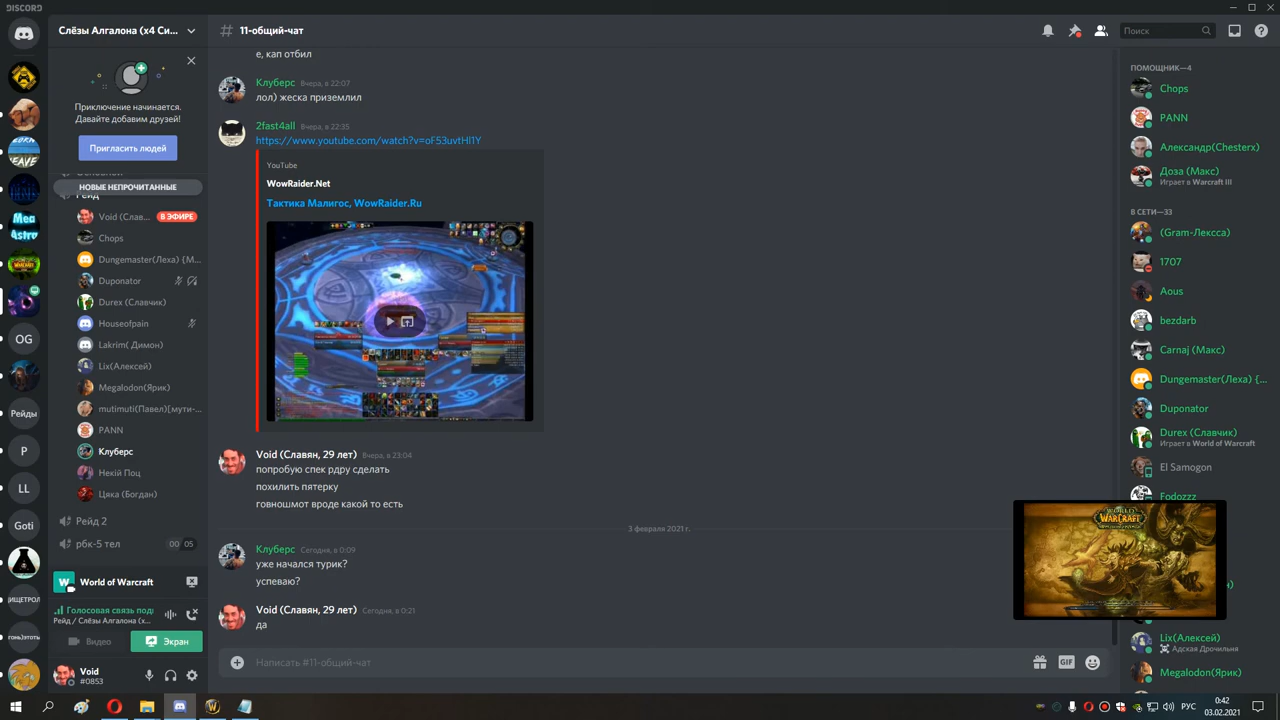 DISCORD
Слёзы Алгалона (x4 Си...
11-общий-чат
Поиск
Приключение начинается.
Давайте добавим друзей!
Пригласить людей
НОВЫЕ НЕПРОЧИТАННЫЕ
Рейд
Void (Слав...
В ЭФИРЕ
Chops
Dungemaster(Леха) {М...
Duponator
Durex (Славчик)
Houseofpain
Lakrim( Димон)
Lix(Алексей)
Megalodon(Ярик)
mutimuti(Павел)[мути-...
PANN
Клуберс
Некій Поц
Цяка (Богдан)
Рейд 2
рбк-5 тел
00 05
World of Warcraft
Голосовая связь под
Рейд / Слёзы Алгалона (x...
Видео
Экран
Void
#0853
Mea
Astro
OG
Рейды
P
LL
Goti
е, кап отбил
Клуберс Вчера, в 22:07
лол) жеска приземлил
2fast4all Вчера, в 22:35
https://www.youtube.com/watch?v=oF53uvtHI1Y
YouTube
WowRaider.Net
Тактика Малигос, WowRaider.Ru
Void (Славян, 29 лет) Вчера, в 23:04
попробую спек рдру сделать
похилить пятерку
говношмот вроде какой то есть
3 февраля 2021 г.
Клуберс Сегодня, в 0:09
уже начался турик?
успеваю?
Void (Славян, 29 лет) Сегодня, в 0:21
да
Написать #11-общий-чат
GIF
ПОМОЩНИК—4
Chops
PANN
Александр(Chesterx)
Доза (Макс)
Играет в Warcraft III
В СЕТИ—33
(Gram-Лексса)
1707
Aous
bezdarb
Carnaj (Макс)
Dungemaster(Леха) {...
Duponator
Durex (Славчик)
Играет в World of Warcraft
El Samogon
Fodozzz
WORLD
WARCRAFT
Lix(Алексей)
Адская Дрочильня
Megalodon(Ярик)
РУС
0:42
03.02.2021